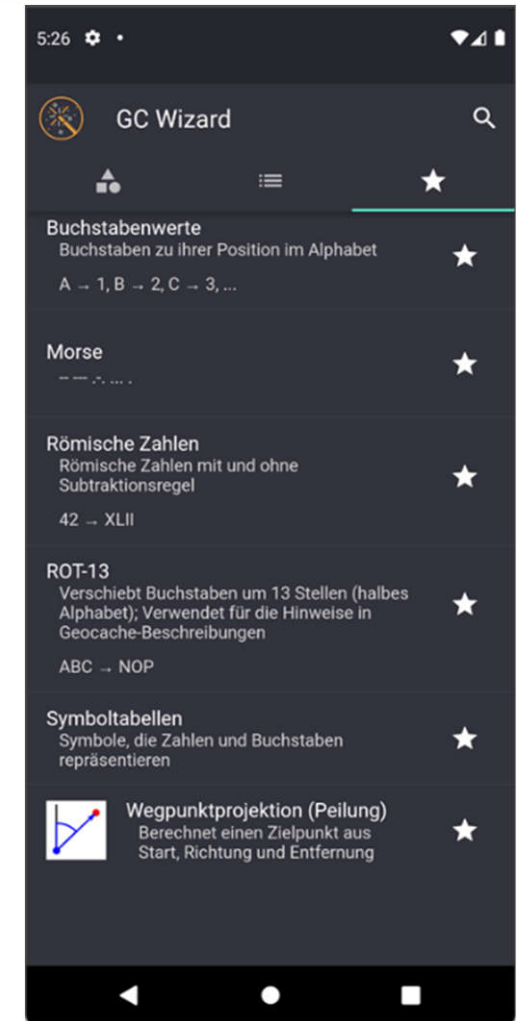 5:26
GC Wizard
Buchstabenwerte
Buchstaben zu ihrer Position im Alphabet
A → 1, B → 2, C → 3, ...
Morse
-- --- .-. ... .
Römische Zahlen
Römische Zahlen mit und ohne
Subtraktionsregel
42 → XLII
ROT-13
Verschiebt Buchstaben um 13 Stellen (halbes
Alphabet); Verwendet für die Hinweise in
Geocache-Beschreibungen
ABC → NOP
Symboltabellen
Symbole, die Zahlen und Buchstaben
repräsentieren
Wegpunktprojektion (Peilung)
Berechnet einen Zielpunkt aus
Start, Richtung und Entfernung